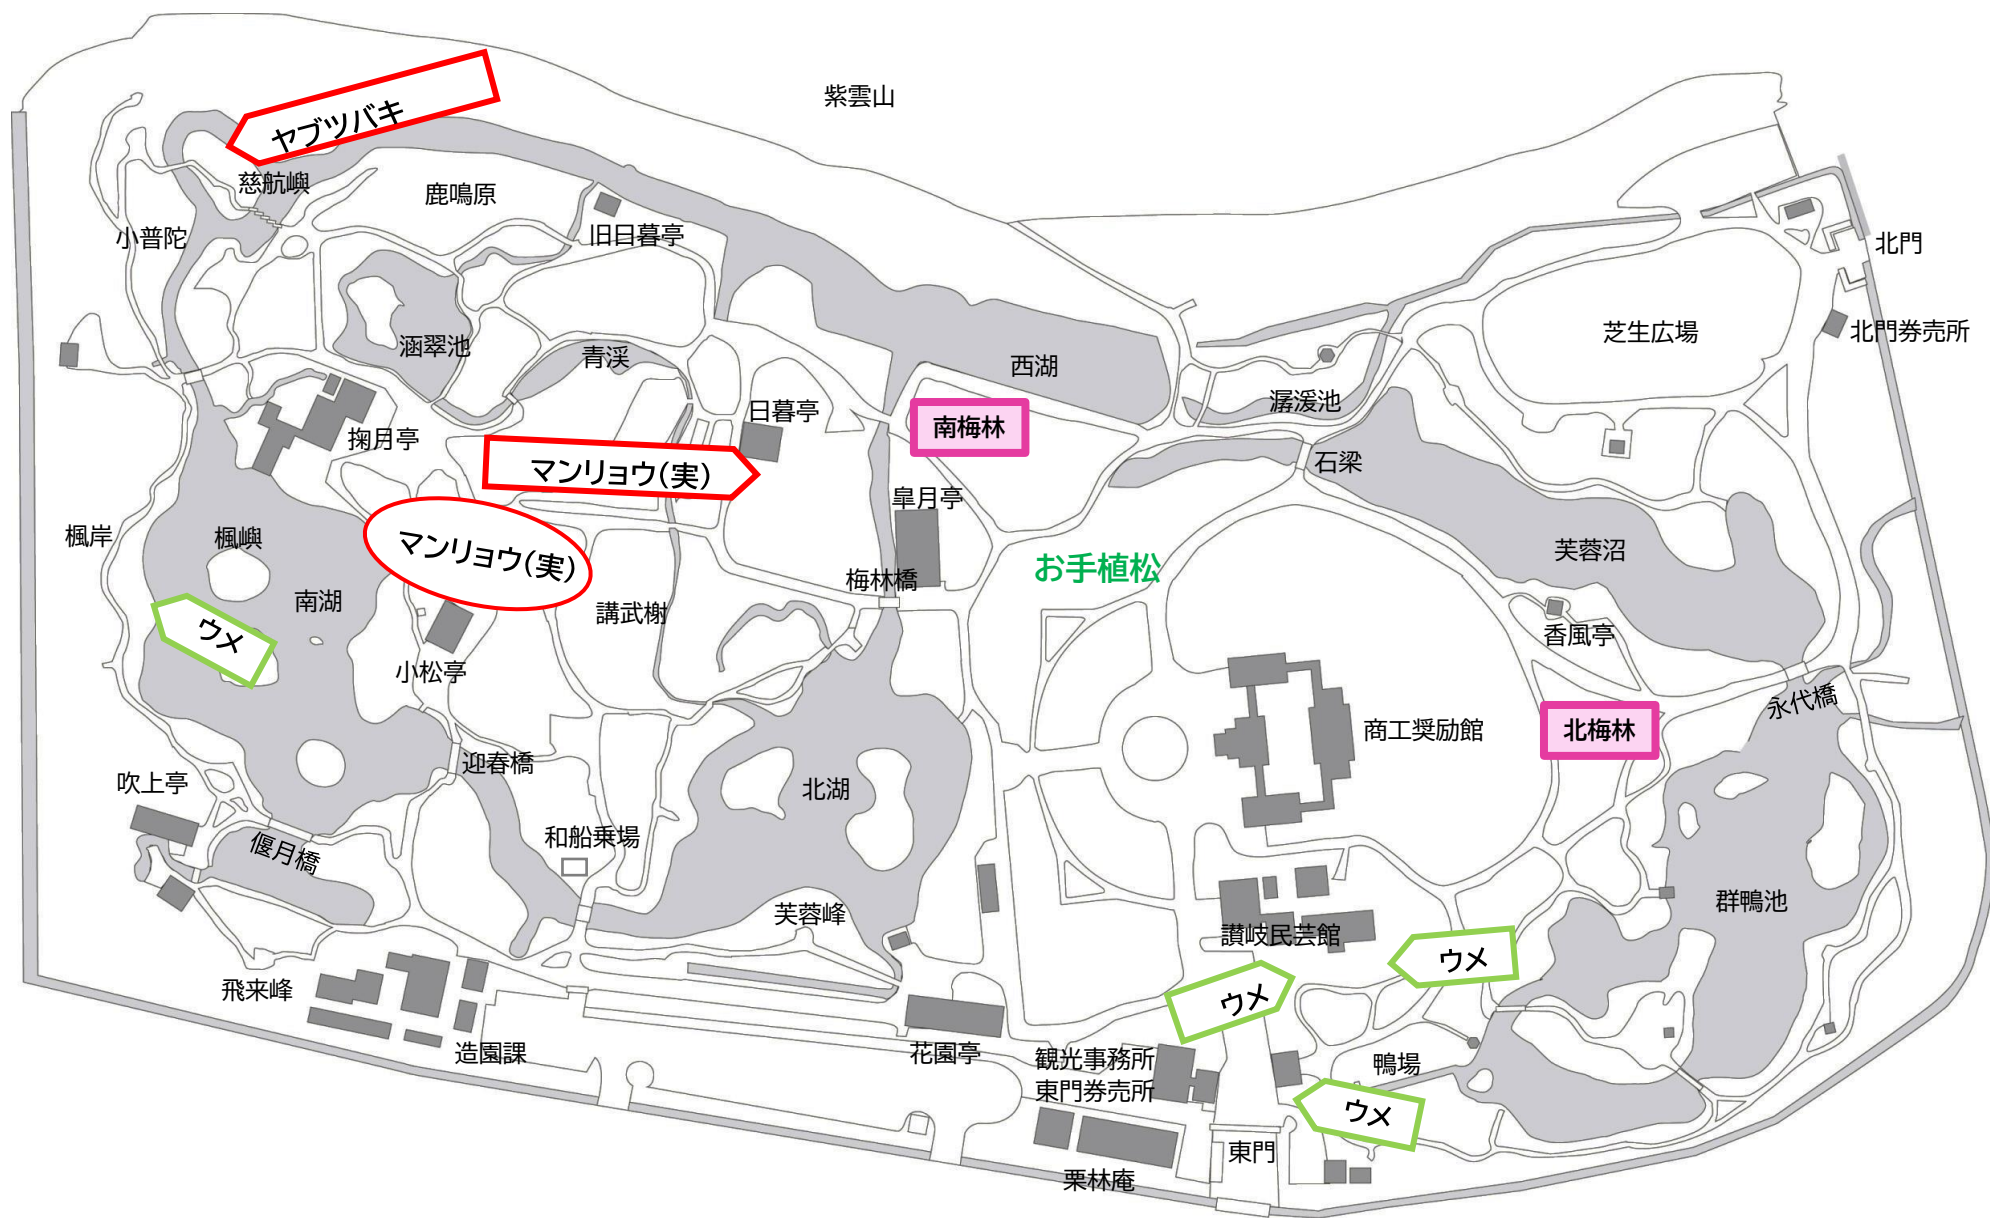 紫雲山
ヤブツバキ
慈航嶼
鹿鳴原
小普陀
旧日暮亭
北門
北門券売所
芝生広場
涵翠池
青渓
西湖
潺湲池
日暮亭
南梅林
掬月亭
石梁
マンリョウ(実)
皐月亭
楓岸
楓嶼
マンリョウ(実)
お手植松
芙蓉沼
梅林橋
南湖
講武榭
香風亭
ウメ
小松亭
永代橋
北梅林
商工奨励館
迎春橋
吹上亭
北湖
和船乗場
偃月橋
群鴨池
芙蓉峰
讃岐民芸館
ウメ
飛来峰
ウメ
造園課
花園亭
観光事務所
東門券売所
鴨場
ウメ
東門
栗林庵